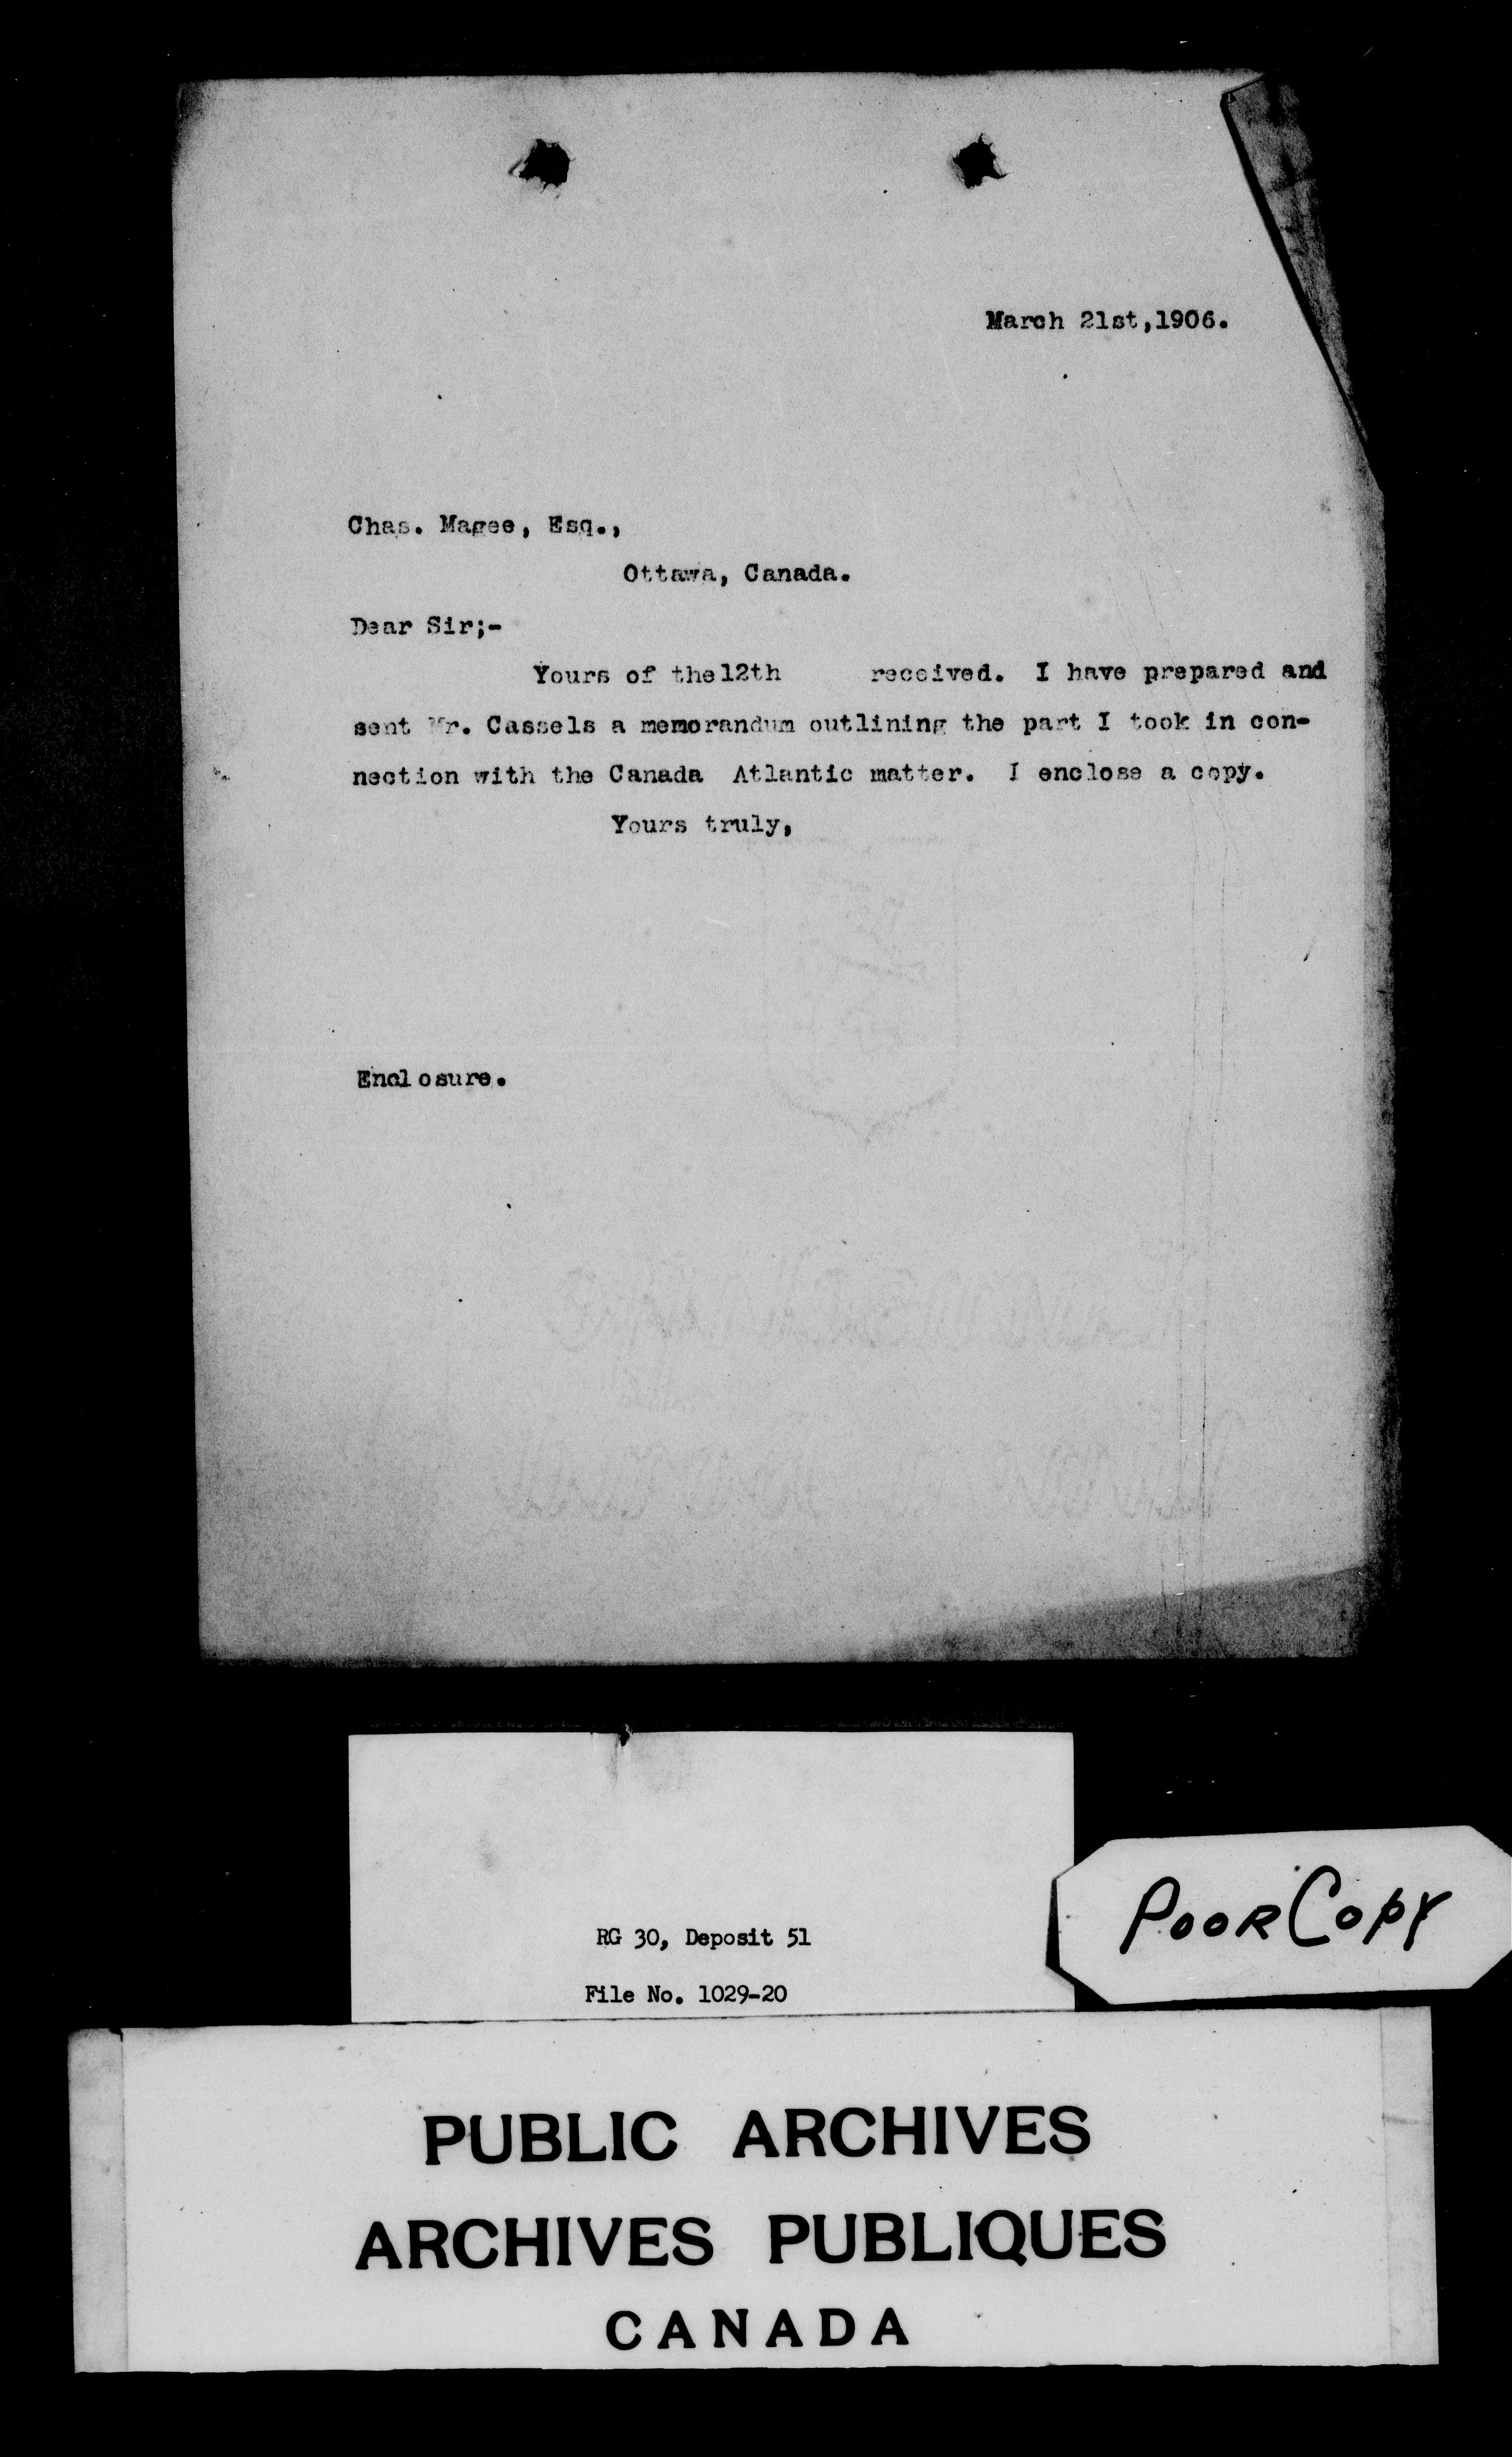 March 21st,1906.
Chas. Magee, Esq.,
Ottawa, Canada.
Dear Sir;-
Yours of the12th received. I have prepared and
sent Mr. Cassels a memorandum outlining the part I took in con-
nection with the Canada Atlantic matter. I enclose a copy.
Yours truly,
Enclosure.
RG 30, Deposit 51
File No. 1029-20
POOR COPY
PUBLIC ARCHIVES
ARCHIVES PUBLIQUES
CANADA